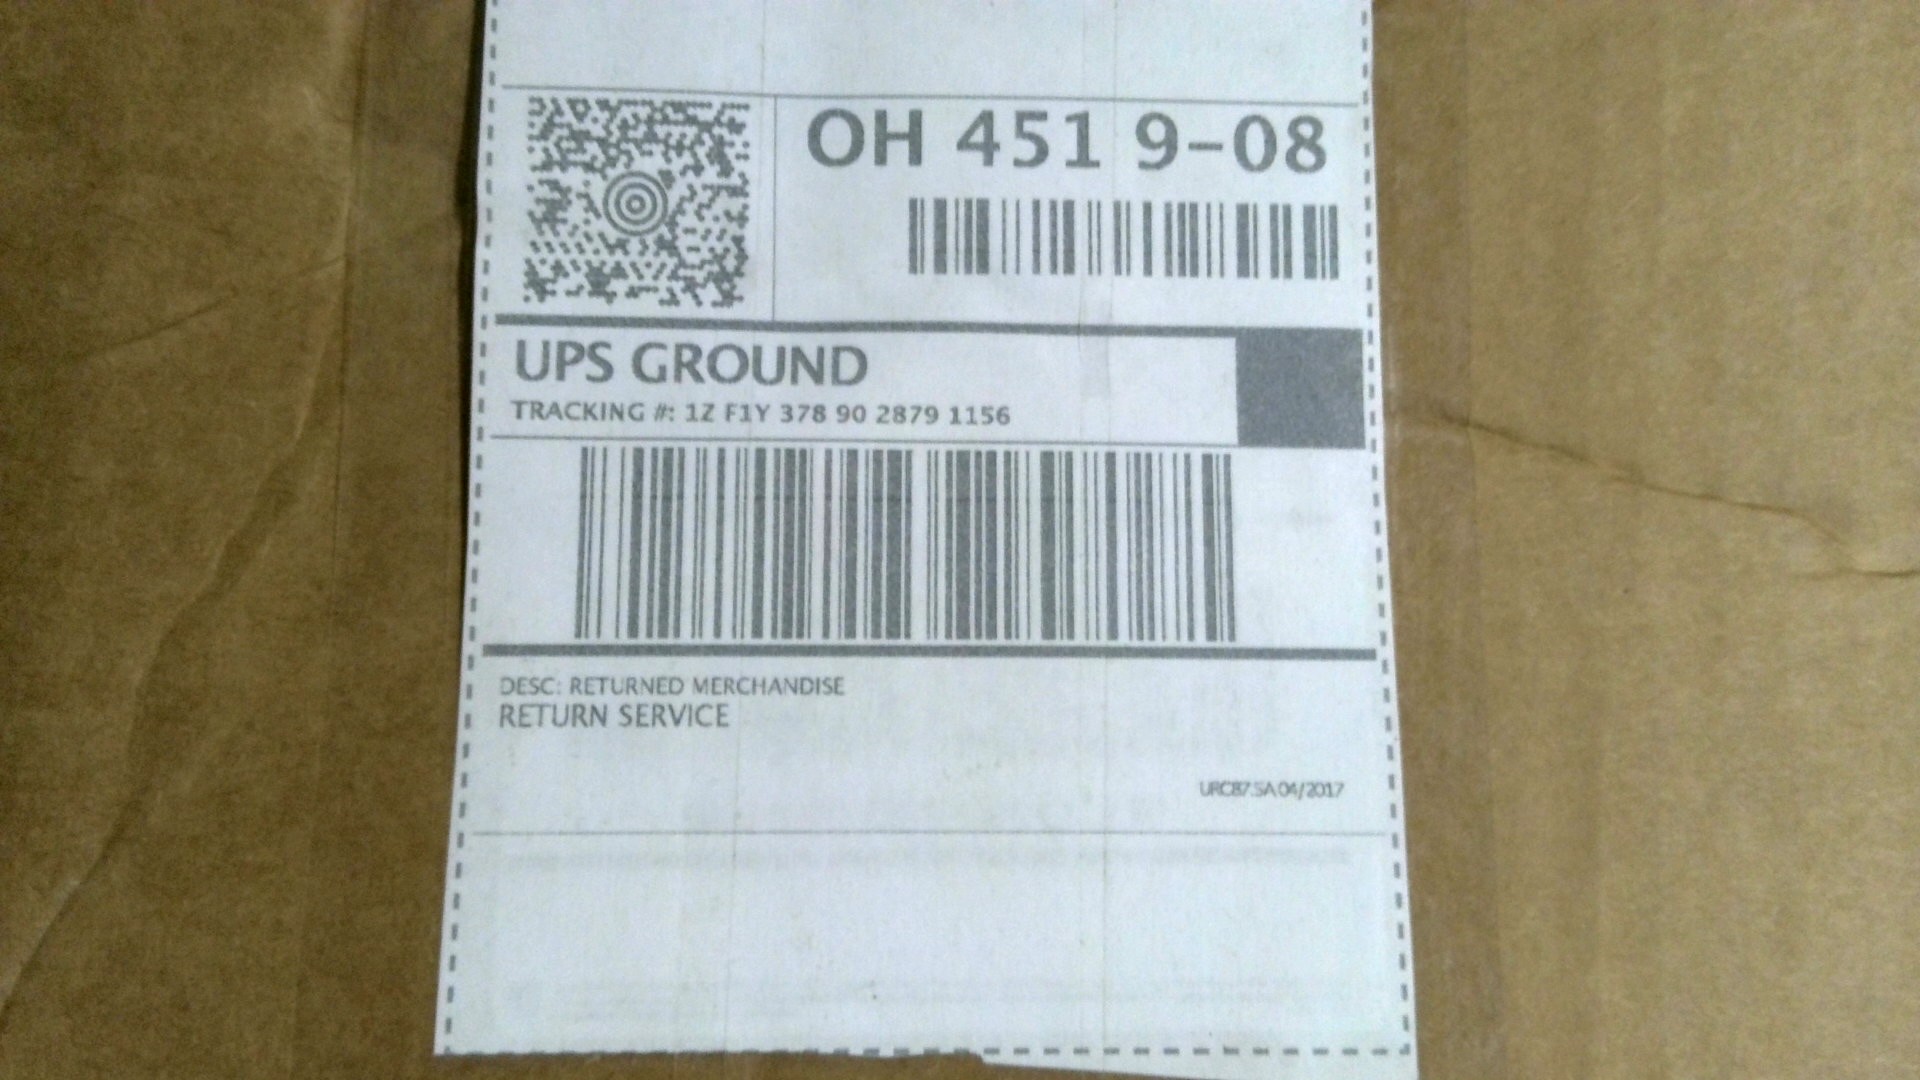 OH 451 9-08
UPS GROUND
TRACKING #: 1Z F1Y 378 90 2879 1156
DESC: RETURNED MERCHANDISE
RETURN SERVICE
URC87.5A 04/2017